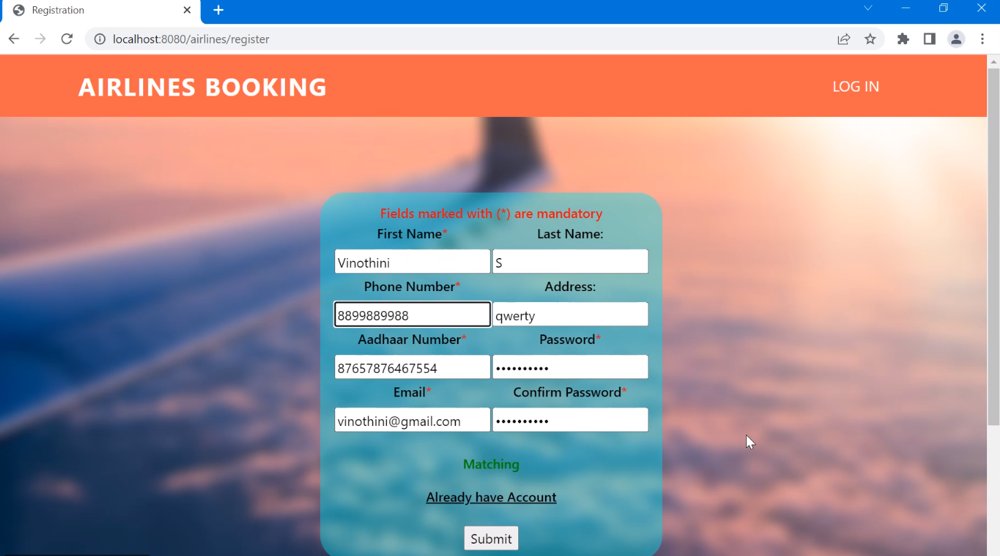 Registration
localhost:8080/airlines/register
AIRLINES BOOKING
LOG IN
Fields marked with (*) are mandatory
First Name* Last Name:
Vinothini S
Phone Number* Address:
8899889988 qwerty
Aadhaar Number* Password*
87657876467554 ••••••••••
Email* Confirm Password*
vinothini@gmail.com ••••••••••
Matching
Already have Account
Submit